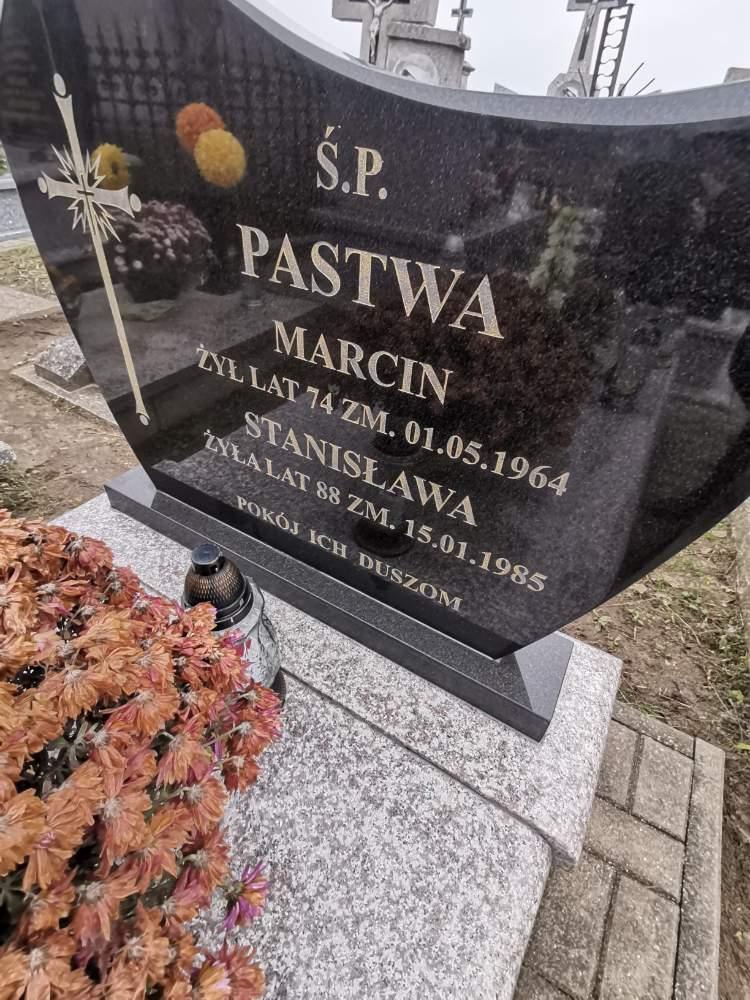 Ś.P.
PASTWA
MARCIN
ŻYŁ LAT 74 ZM. 01.05.1964
STANISŁAWA
ŻYŁA LAT 88 ZM. 15.01.1985
POKÓJ ICH DUSZOM